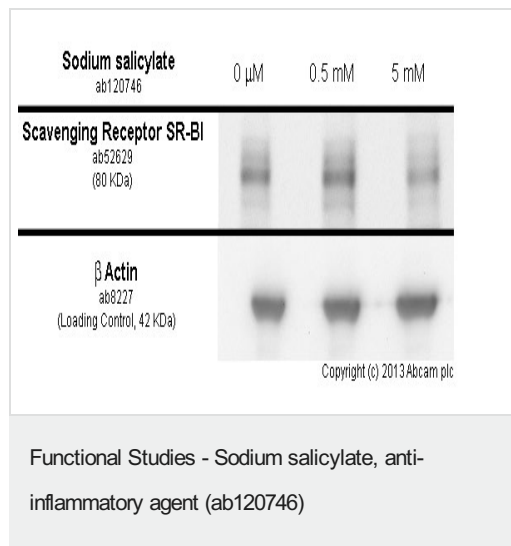 Sodium salicylate
ab120746
0 µM 0.5 mM 5 mM
Scavenging Receptor SR-BI
ab52629
(80 KDa)
β Actin
ab8227
(Loading Control, 42 KDa)
Copyright (c) 2013 Abcam plc
Functional Studies - Sodium salicylate, anti-
inflammatory agent (ab120746)